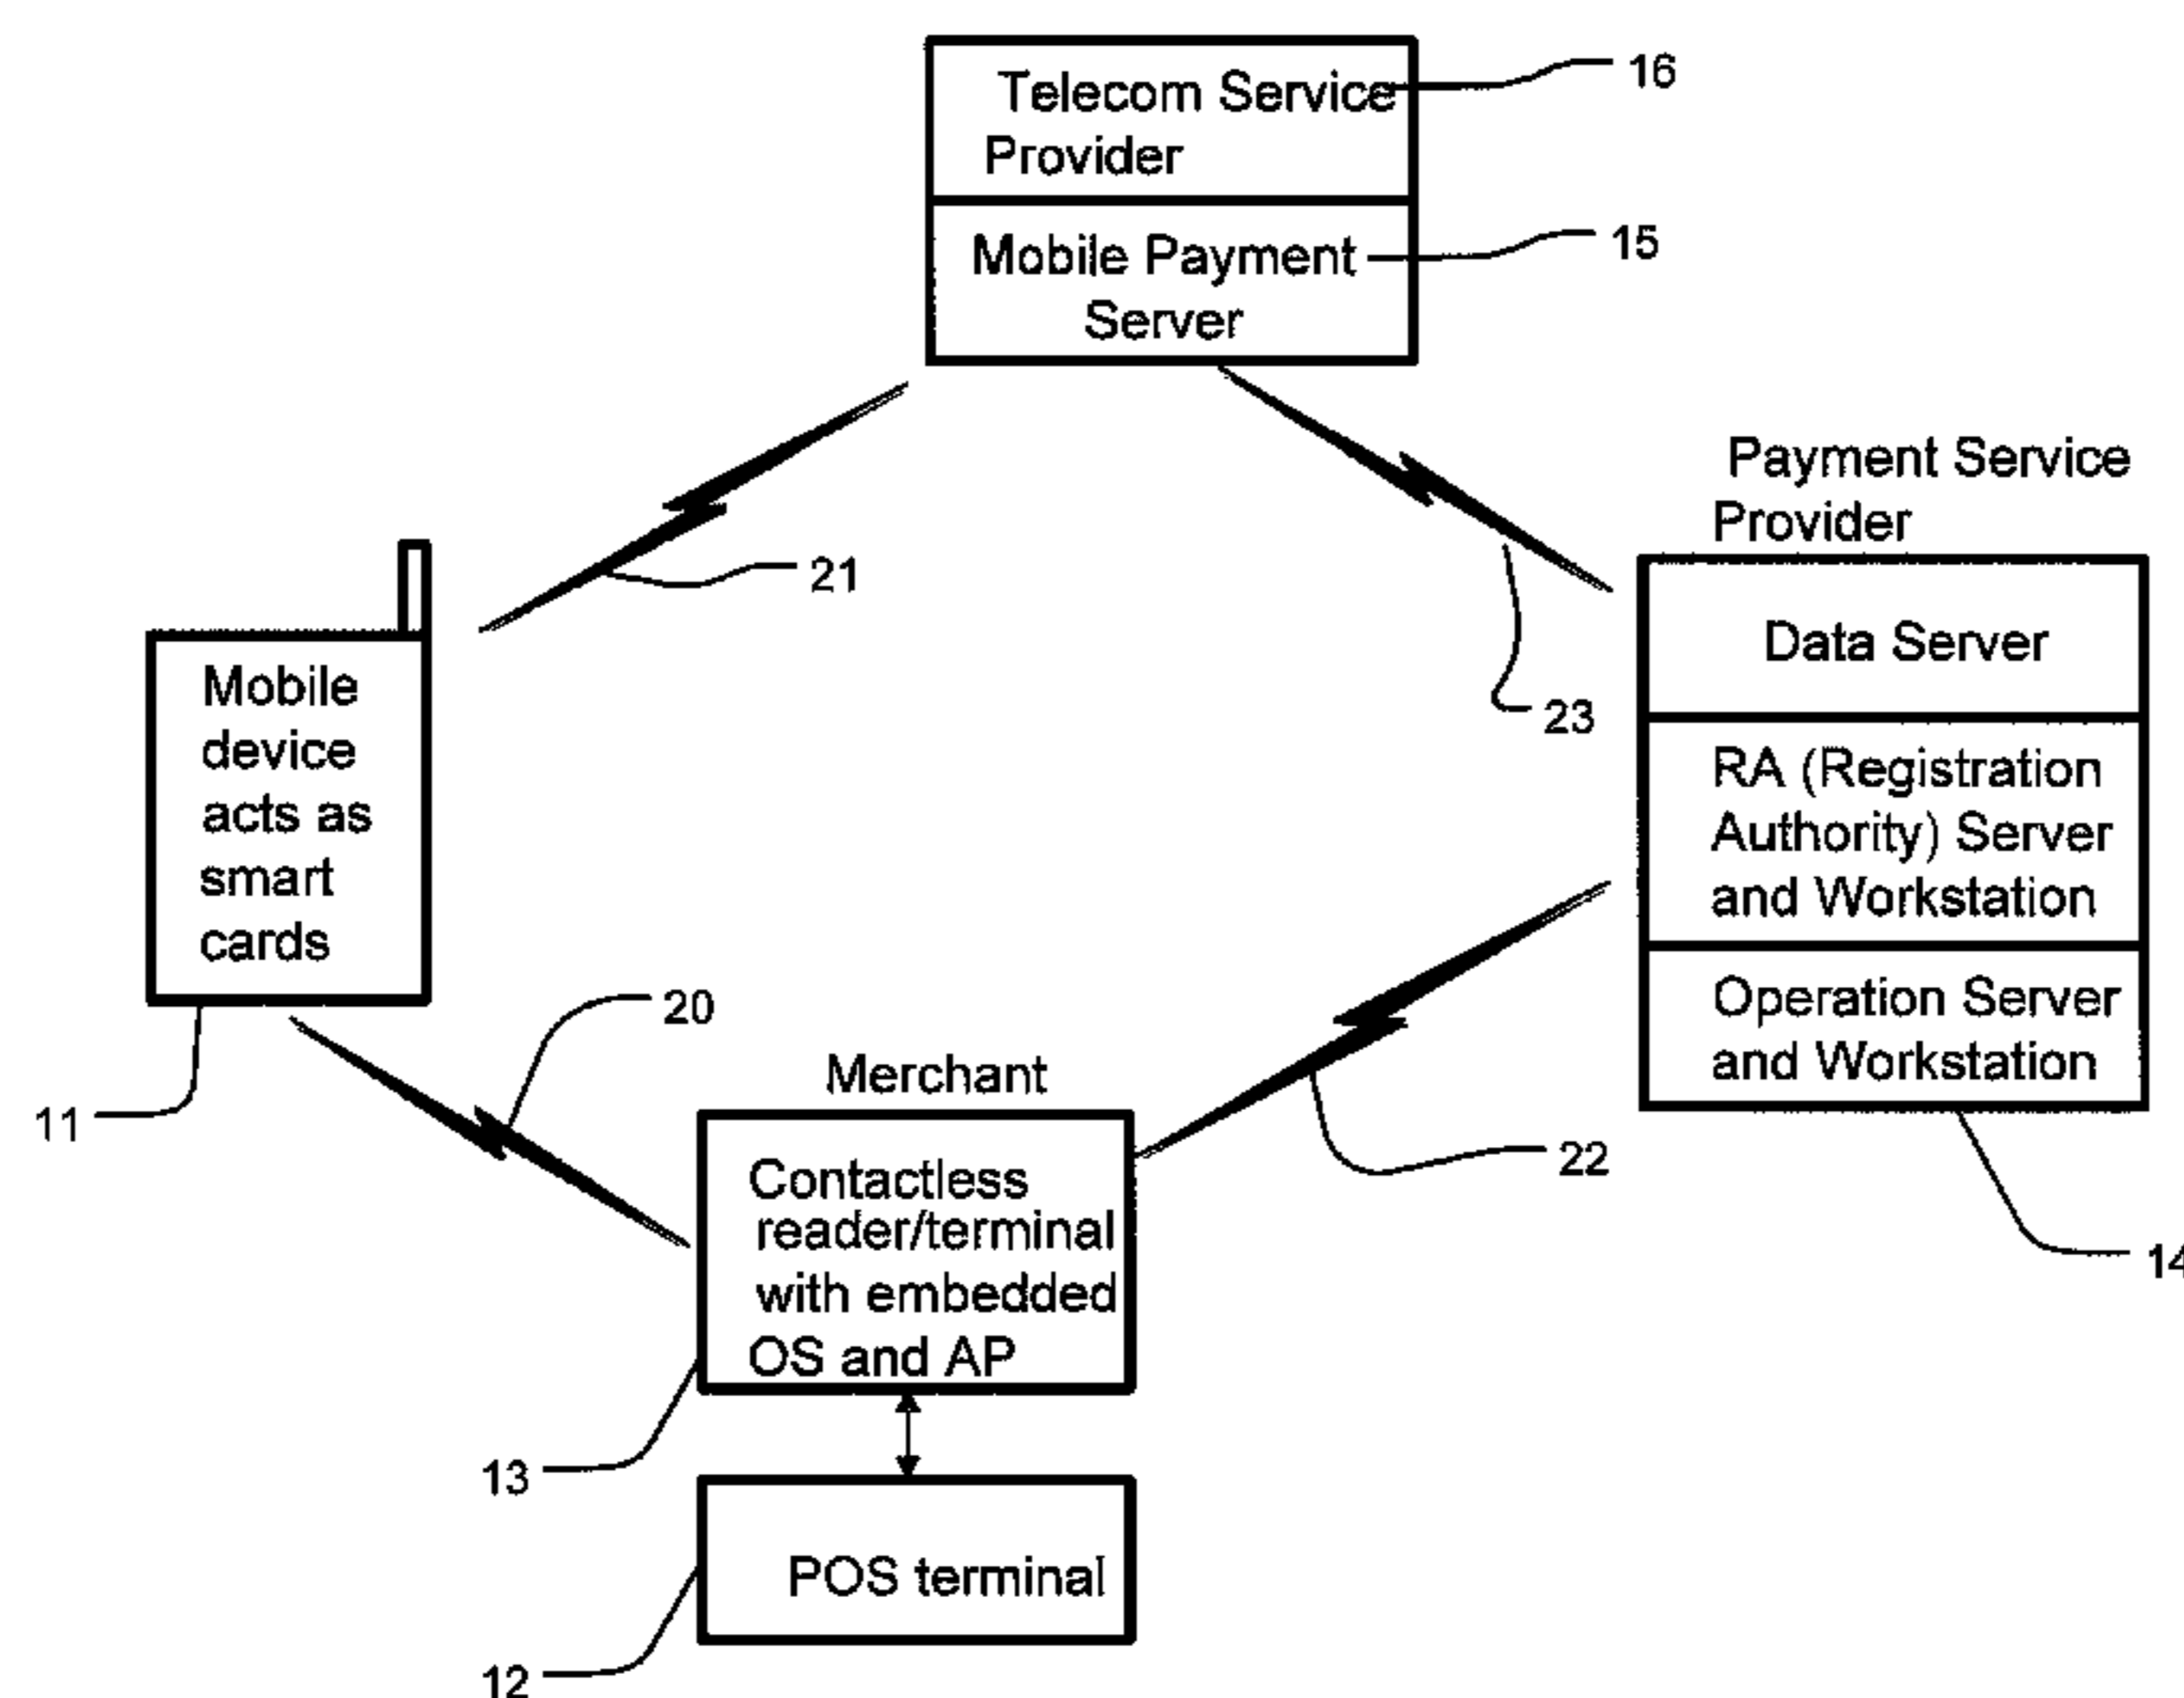 Telecom Service
Provider
16
Mobile Payment
Server
15
Payment Service
Provider
Data Server
RA (Registration
Authority) Server
and Workstation
Operation Server
and Workstation
14
21
23
Mobile
device
acts as
smart
cards
11
20
22
Merchant
Contactless
reader/terminal
with embedded
OS and AP
13
POS terminal
12